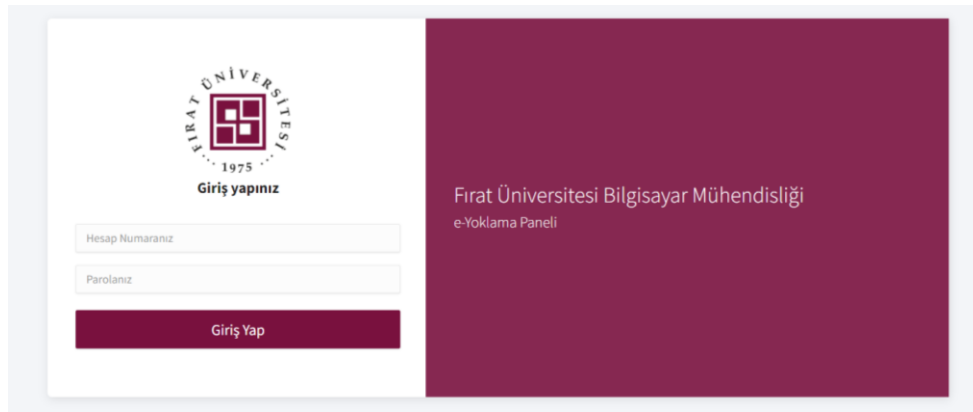 FIRAT ÜNİVERSİTESİ
1975
Giriş yapınız
Hesap Numaranız
Parolanız
Giriş Yap
Fırat Üniversitesi Bilgisayar Mühendisliği
e-Yoklama Paneli